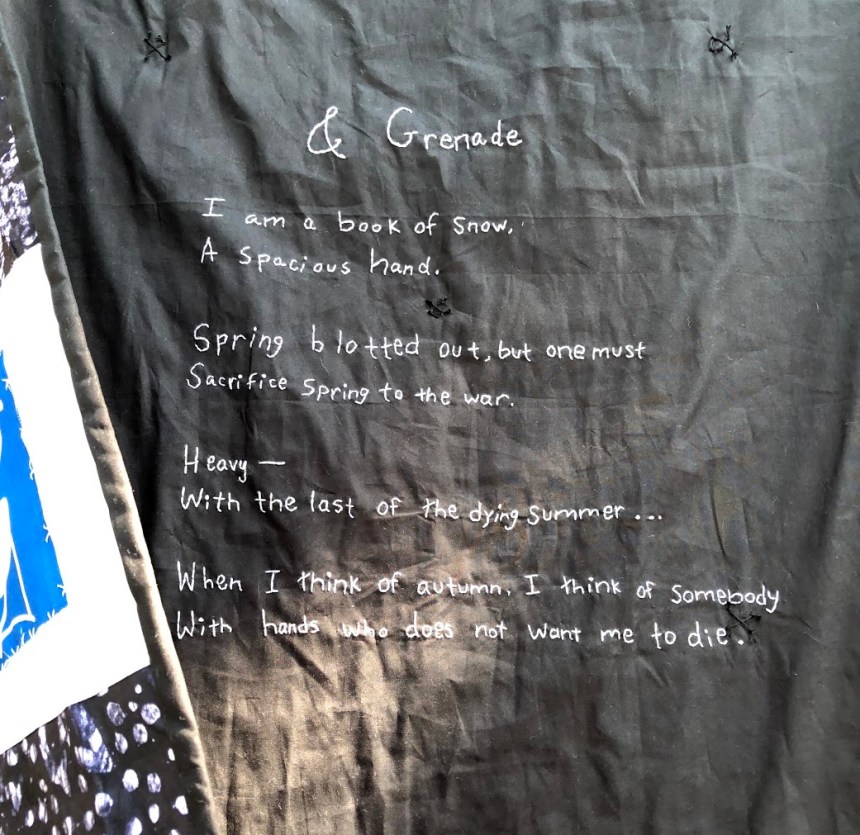 & Grenade
I am a book of snow,
A spacious hand.
Spring blotted out, but one must
Sacrifice Spring to the war.
Heavy —
With the last of the dying summer...
When I think of autumn, I think of somebody
With hands who does not want me to die.